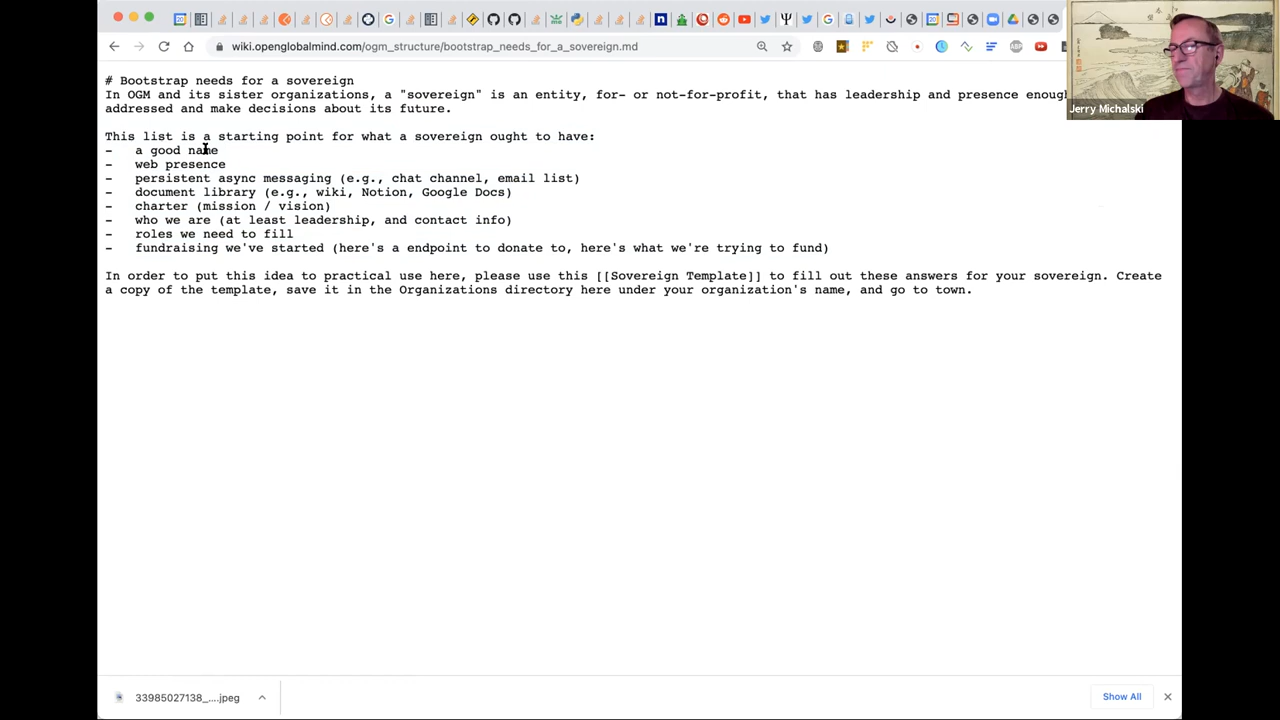 wiki.openglobalmind.com/ogm_structure/bootstrap_needs_for_a_sovereign.md
Jerry Michalski
# Bootstrap needs for a sovereign
In OGM and its sister organizations, a "sovereign" is an entity, for- or not-for-profit, that has leadership and presence
addressed and make decisions about its future.
This list is a starting point for what a sovereign ought to have:
- a good name
- web presence
- persistent async messaging (e.g., chat channel, email list)
- document library (e.g., wiki, Notion, Google Docs)
- charter (mission / vision)
- who we are (at least leadership, and contact info)
- roles we need to fill
- fundraising we've started (here's a endpoint to donate to, here's what we're trying to fund)
In order to put this idea to practical use here, please use this [[Sovereign Template]] to fill out these answers for your sovereign. Create
a copy of the template, save it in the Organizations directory here under your organization's name, and go to town.
33985027138_....jpeg
Show All